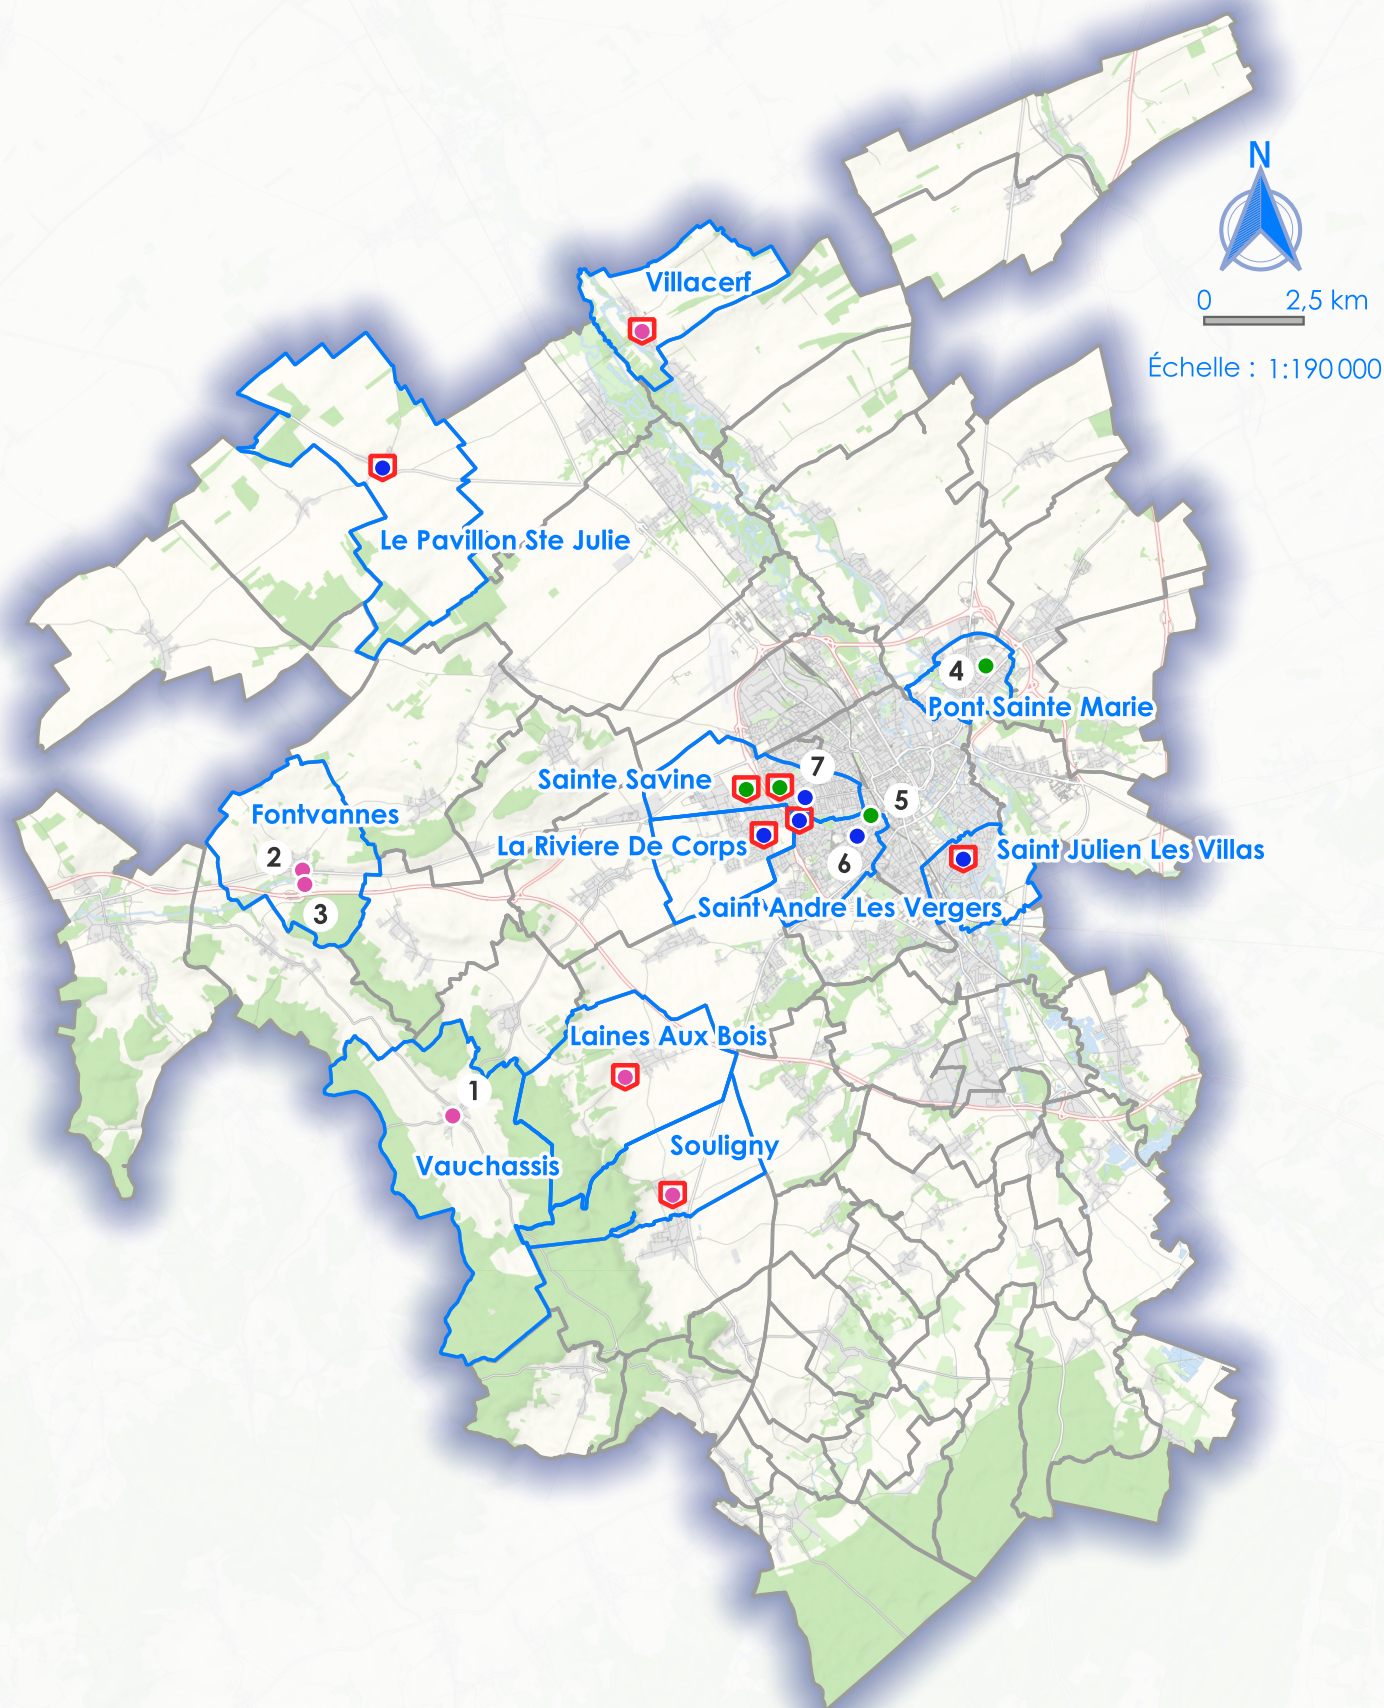 N
0 2,5 km
Échelle : 1:190 000
Villacerf
Le Pavillon Ste Julie
4
Pont Sainte Marie
7
Sainte Savine
5
Fontvannes
La Riviere De Corps
Saint Julien Les Villas
2
6
3
Saint Andre Les Vergers
Laines Aux Bois
1
Souligny
Vauchassis